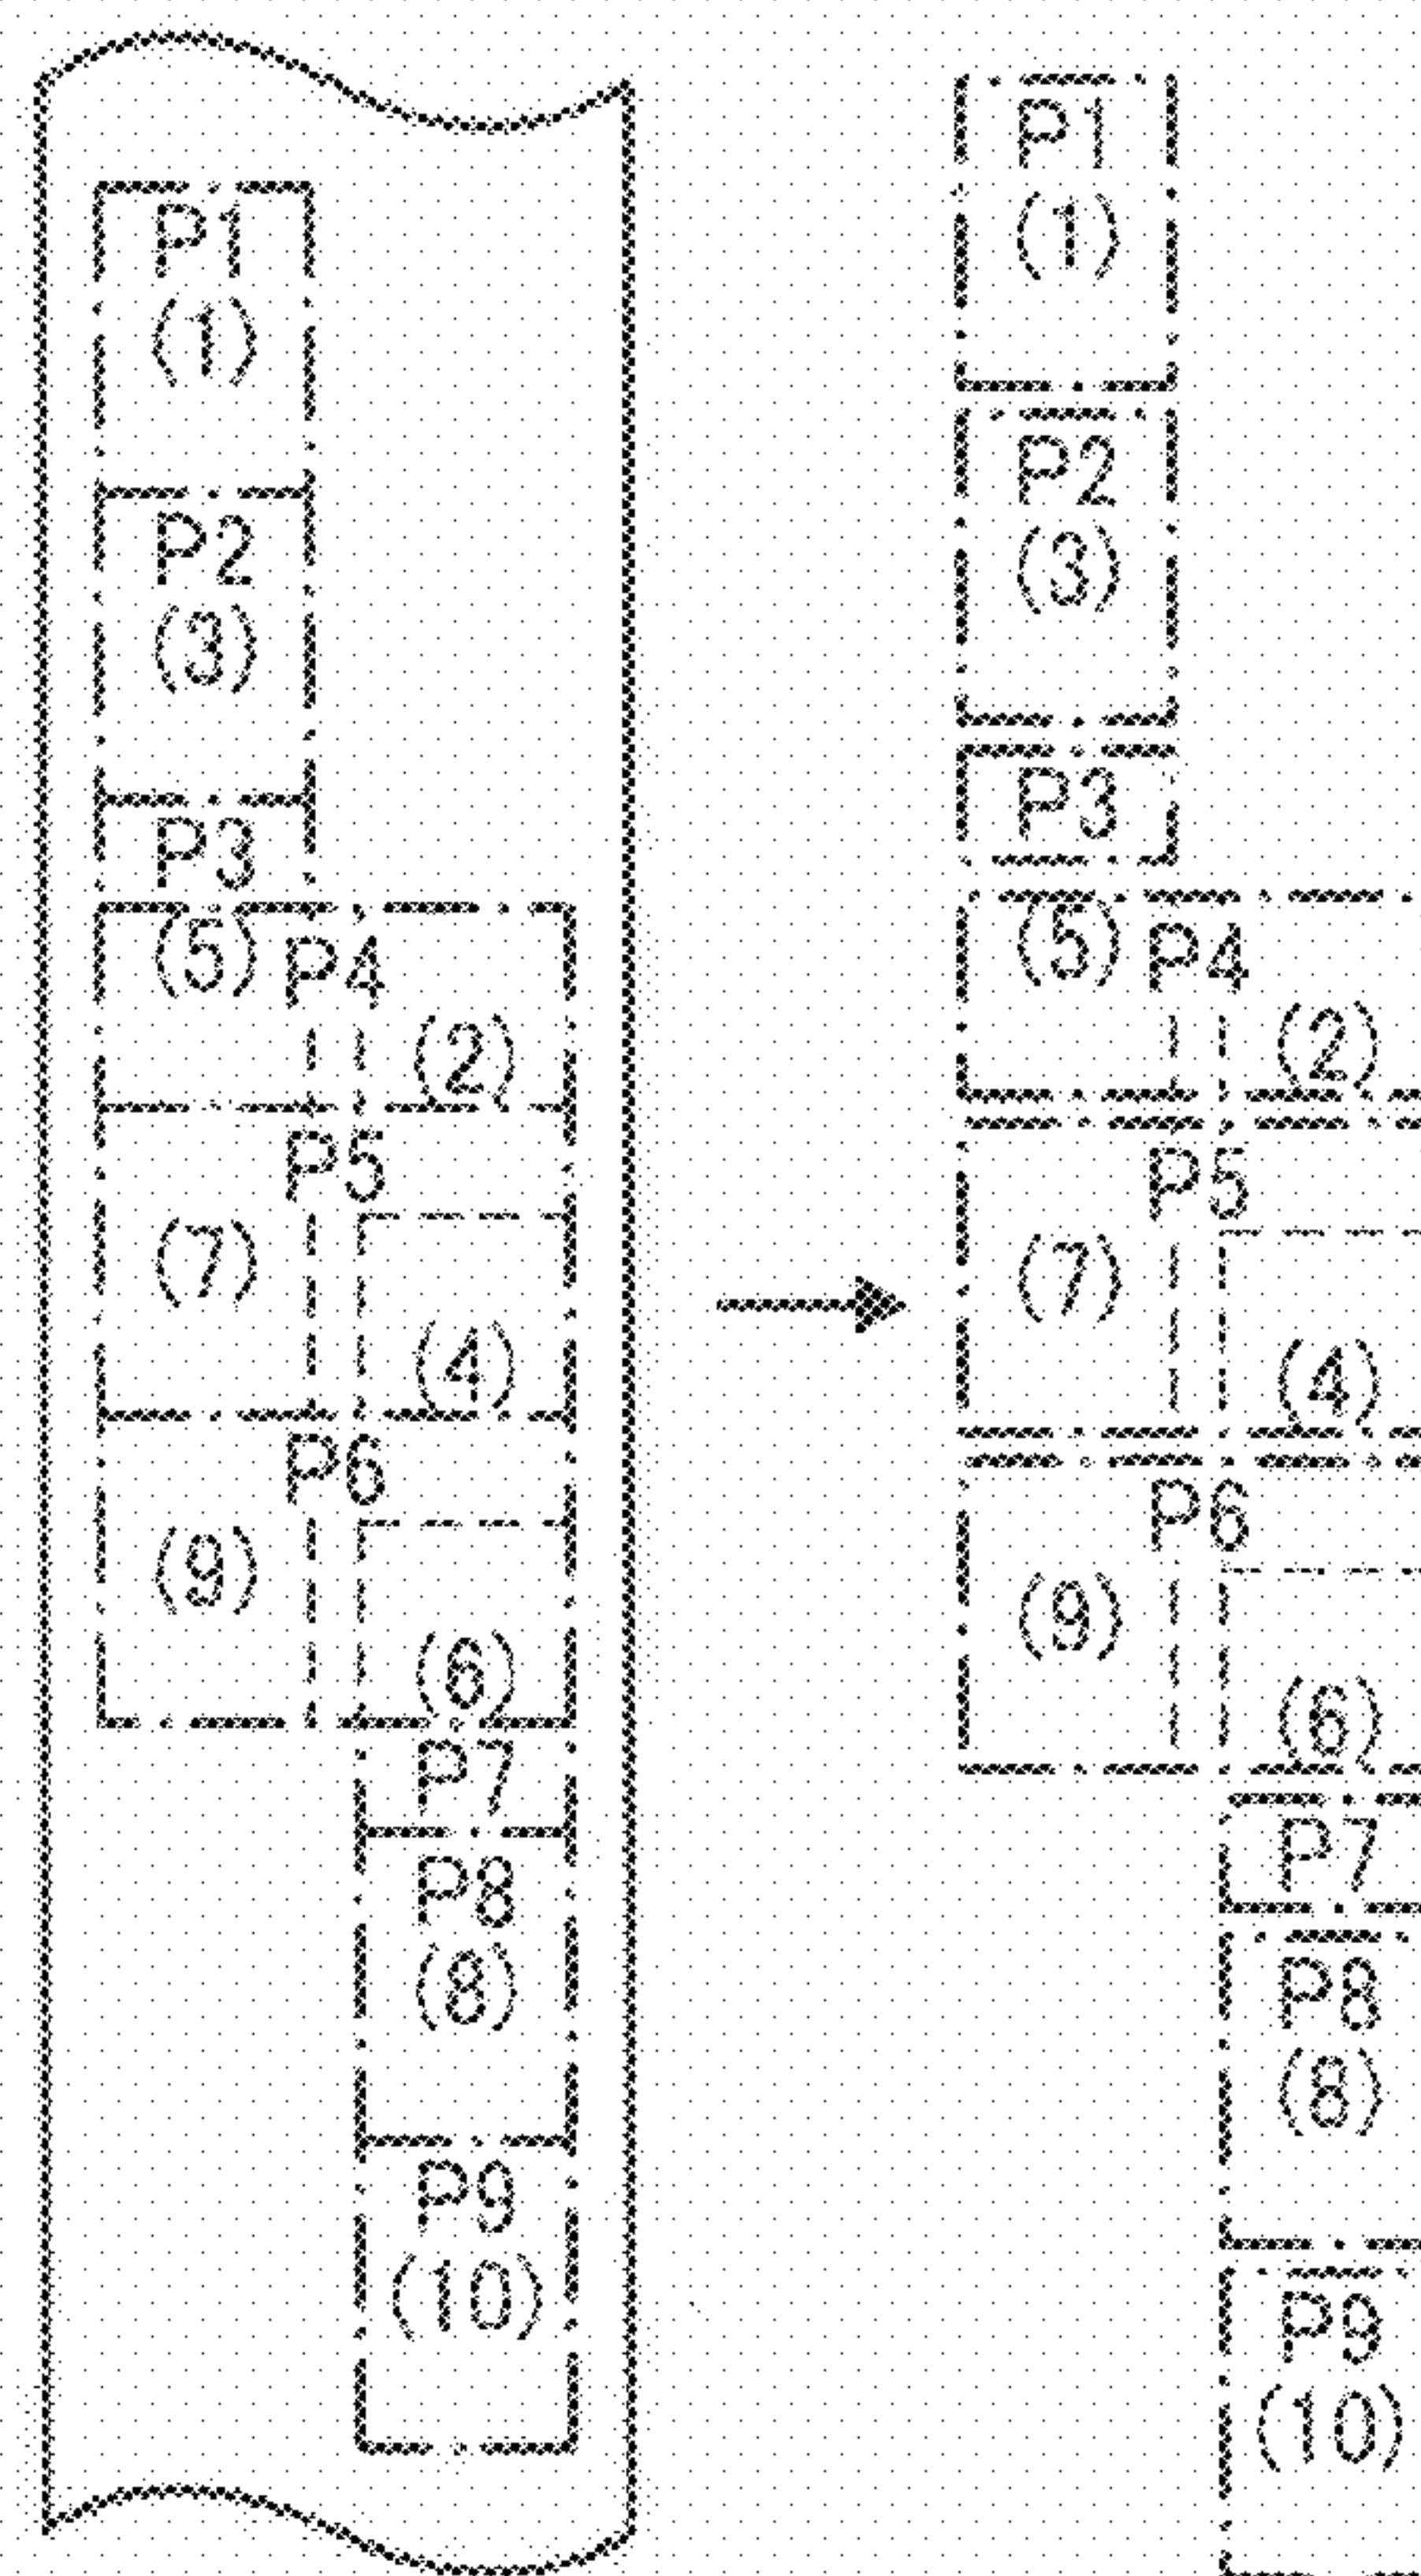 P1
(1)
P2
(3)
P3
(5) P4
(2)
P5
(7)
(4)
P6
(9)
(6)
P7
P8
(8)
P9
(10)
P1
(1)
P2
(3)
P3
(5) P4
(2)
P5
(7)
(4)
P6
(9)
(6)
P7
P8
(8)
P9
(10)